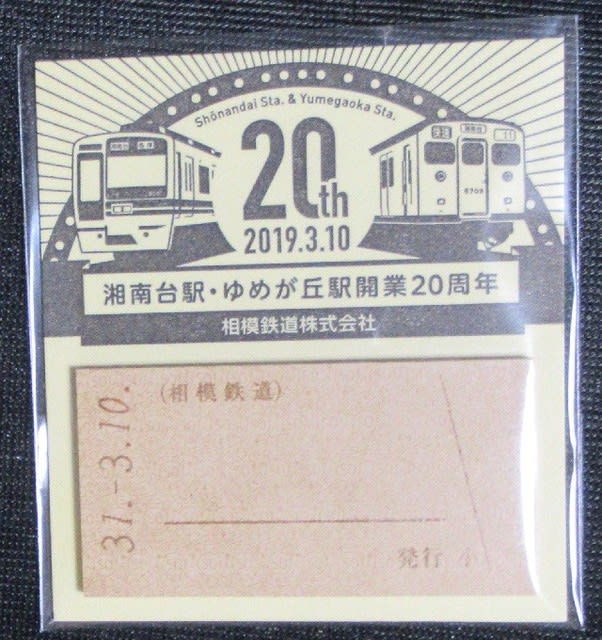 Shōnandai Sta. & Yumegaoka Sta.
20th
2019.3.10
湘南台駅・ゆめが丘駅開業20周年
相模鉄道株式会社
31.-3.10.
(相模鉄道)
発行 小